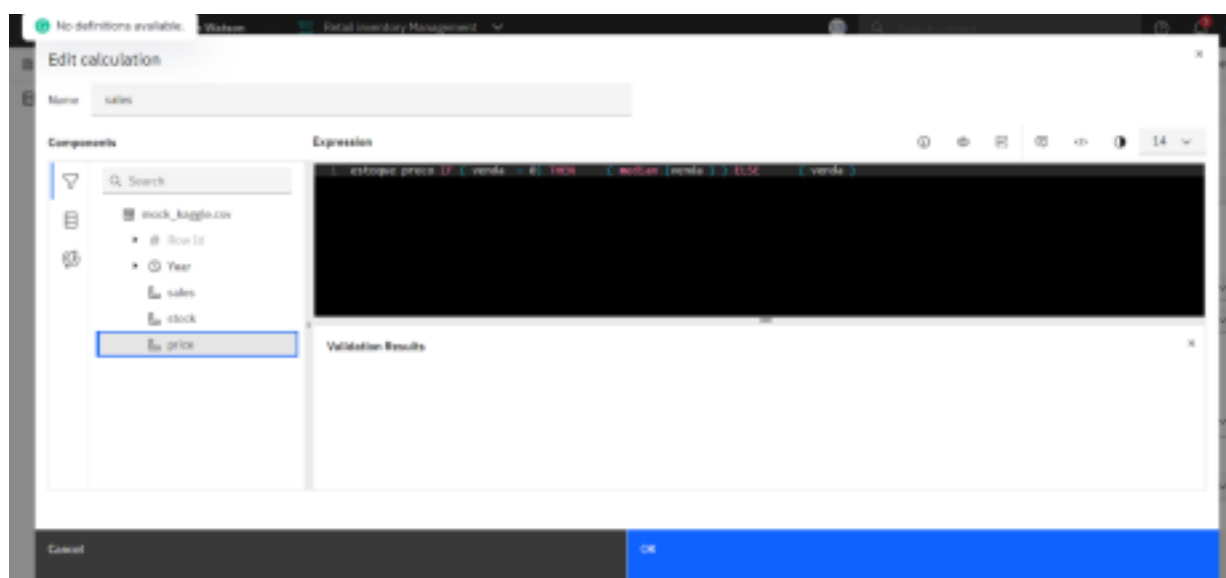 No definitions available.
Watson
Retail Inventory Management
Edit calculation
Name
sales
Components
Expression
14
Search
1 estoque preco IF ( venda = 0) THEN ( median (venda ) ) ELSE ( venda )
mock_kaggle.csv
# Row Id
Year
sales
stock
price
Validation Results
Cancel
OK